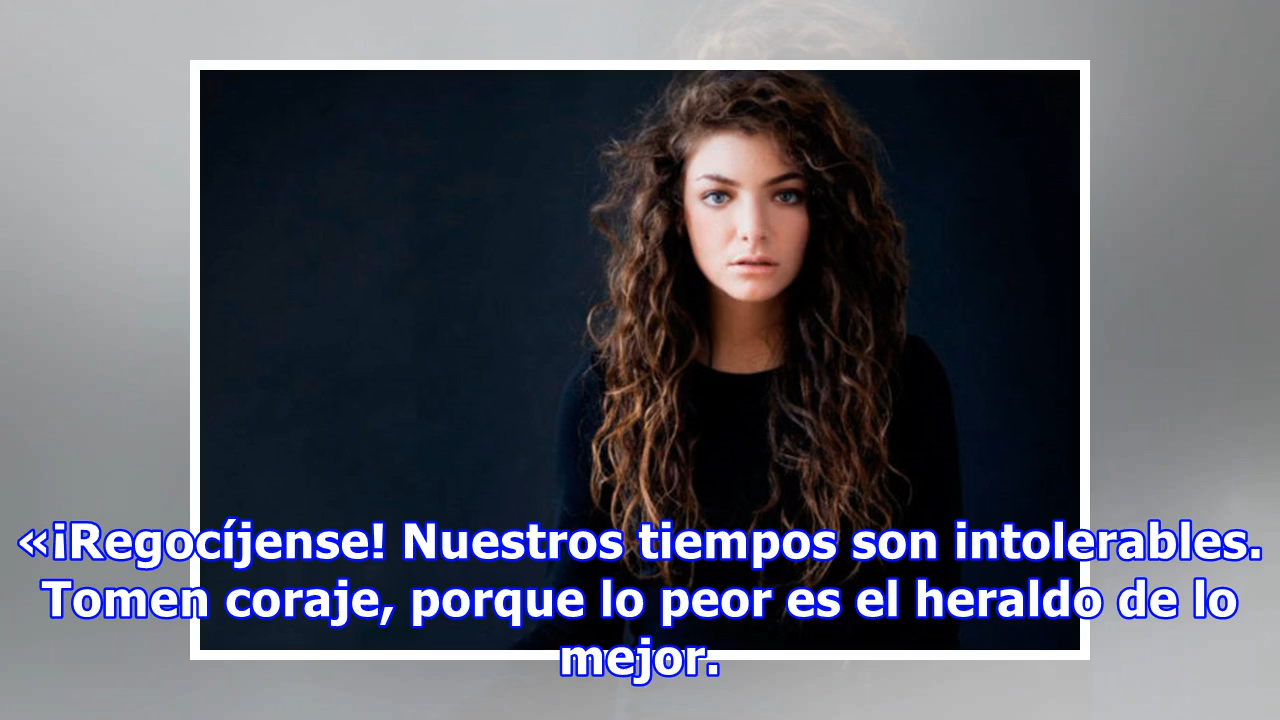 «¡Regocíjense! Nuestros tiempos son intolerables.
Tomen coraje, porque lo peor es el heraldo de lo
mejor.